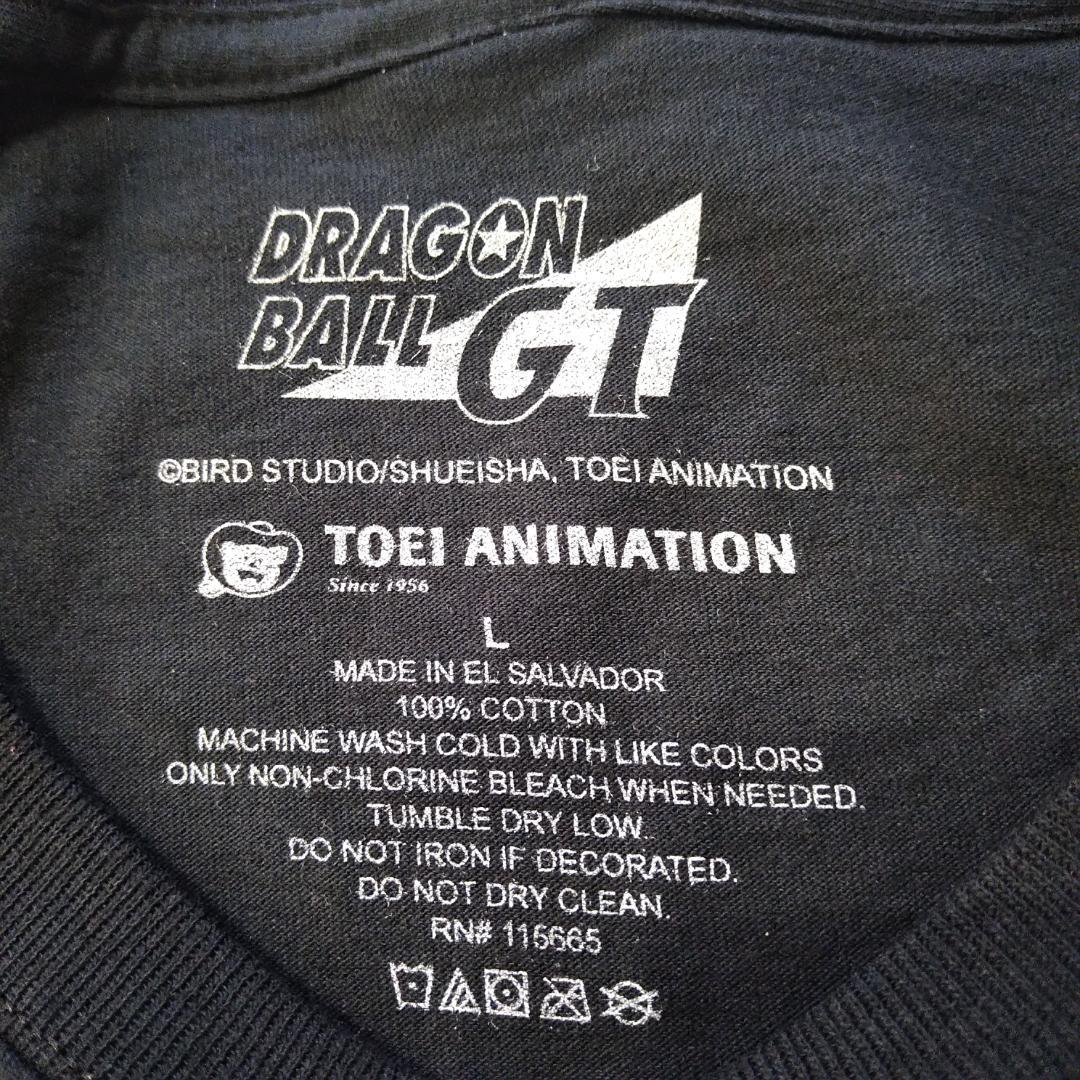 DRAGON
BALL GT
©BIRD STUDIO/SHUEISHA, TOEI ANIMATION
TOEI ANIMATION
Since 1956
L
MADE IN EL SALVADOR
100% COTTON
MACHINE WASH COLD WITH LIKE COLORS
ONLY NON-CHLORINE BLEACH WHEN NEEDED.
TUMBLE DRY LOW.
DO NOT IRON IF DECORATED.
DO NOT DRY CLEAN.
RN# 115665